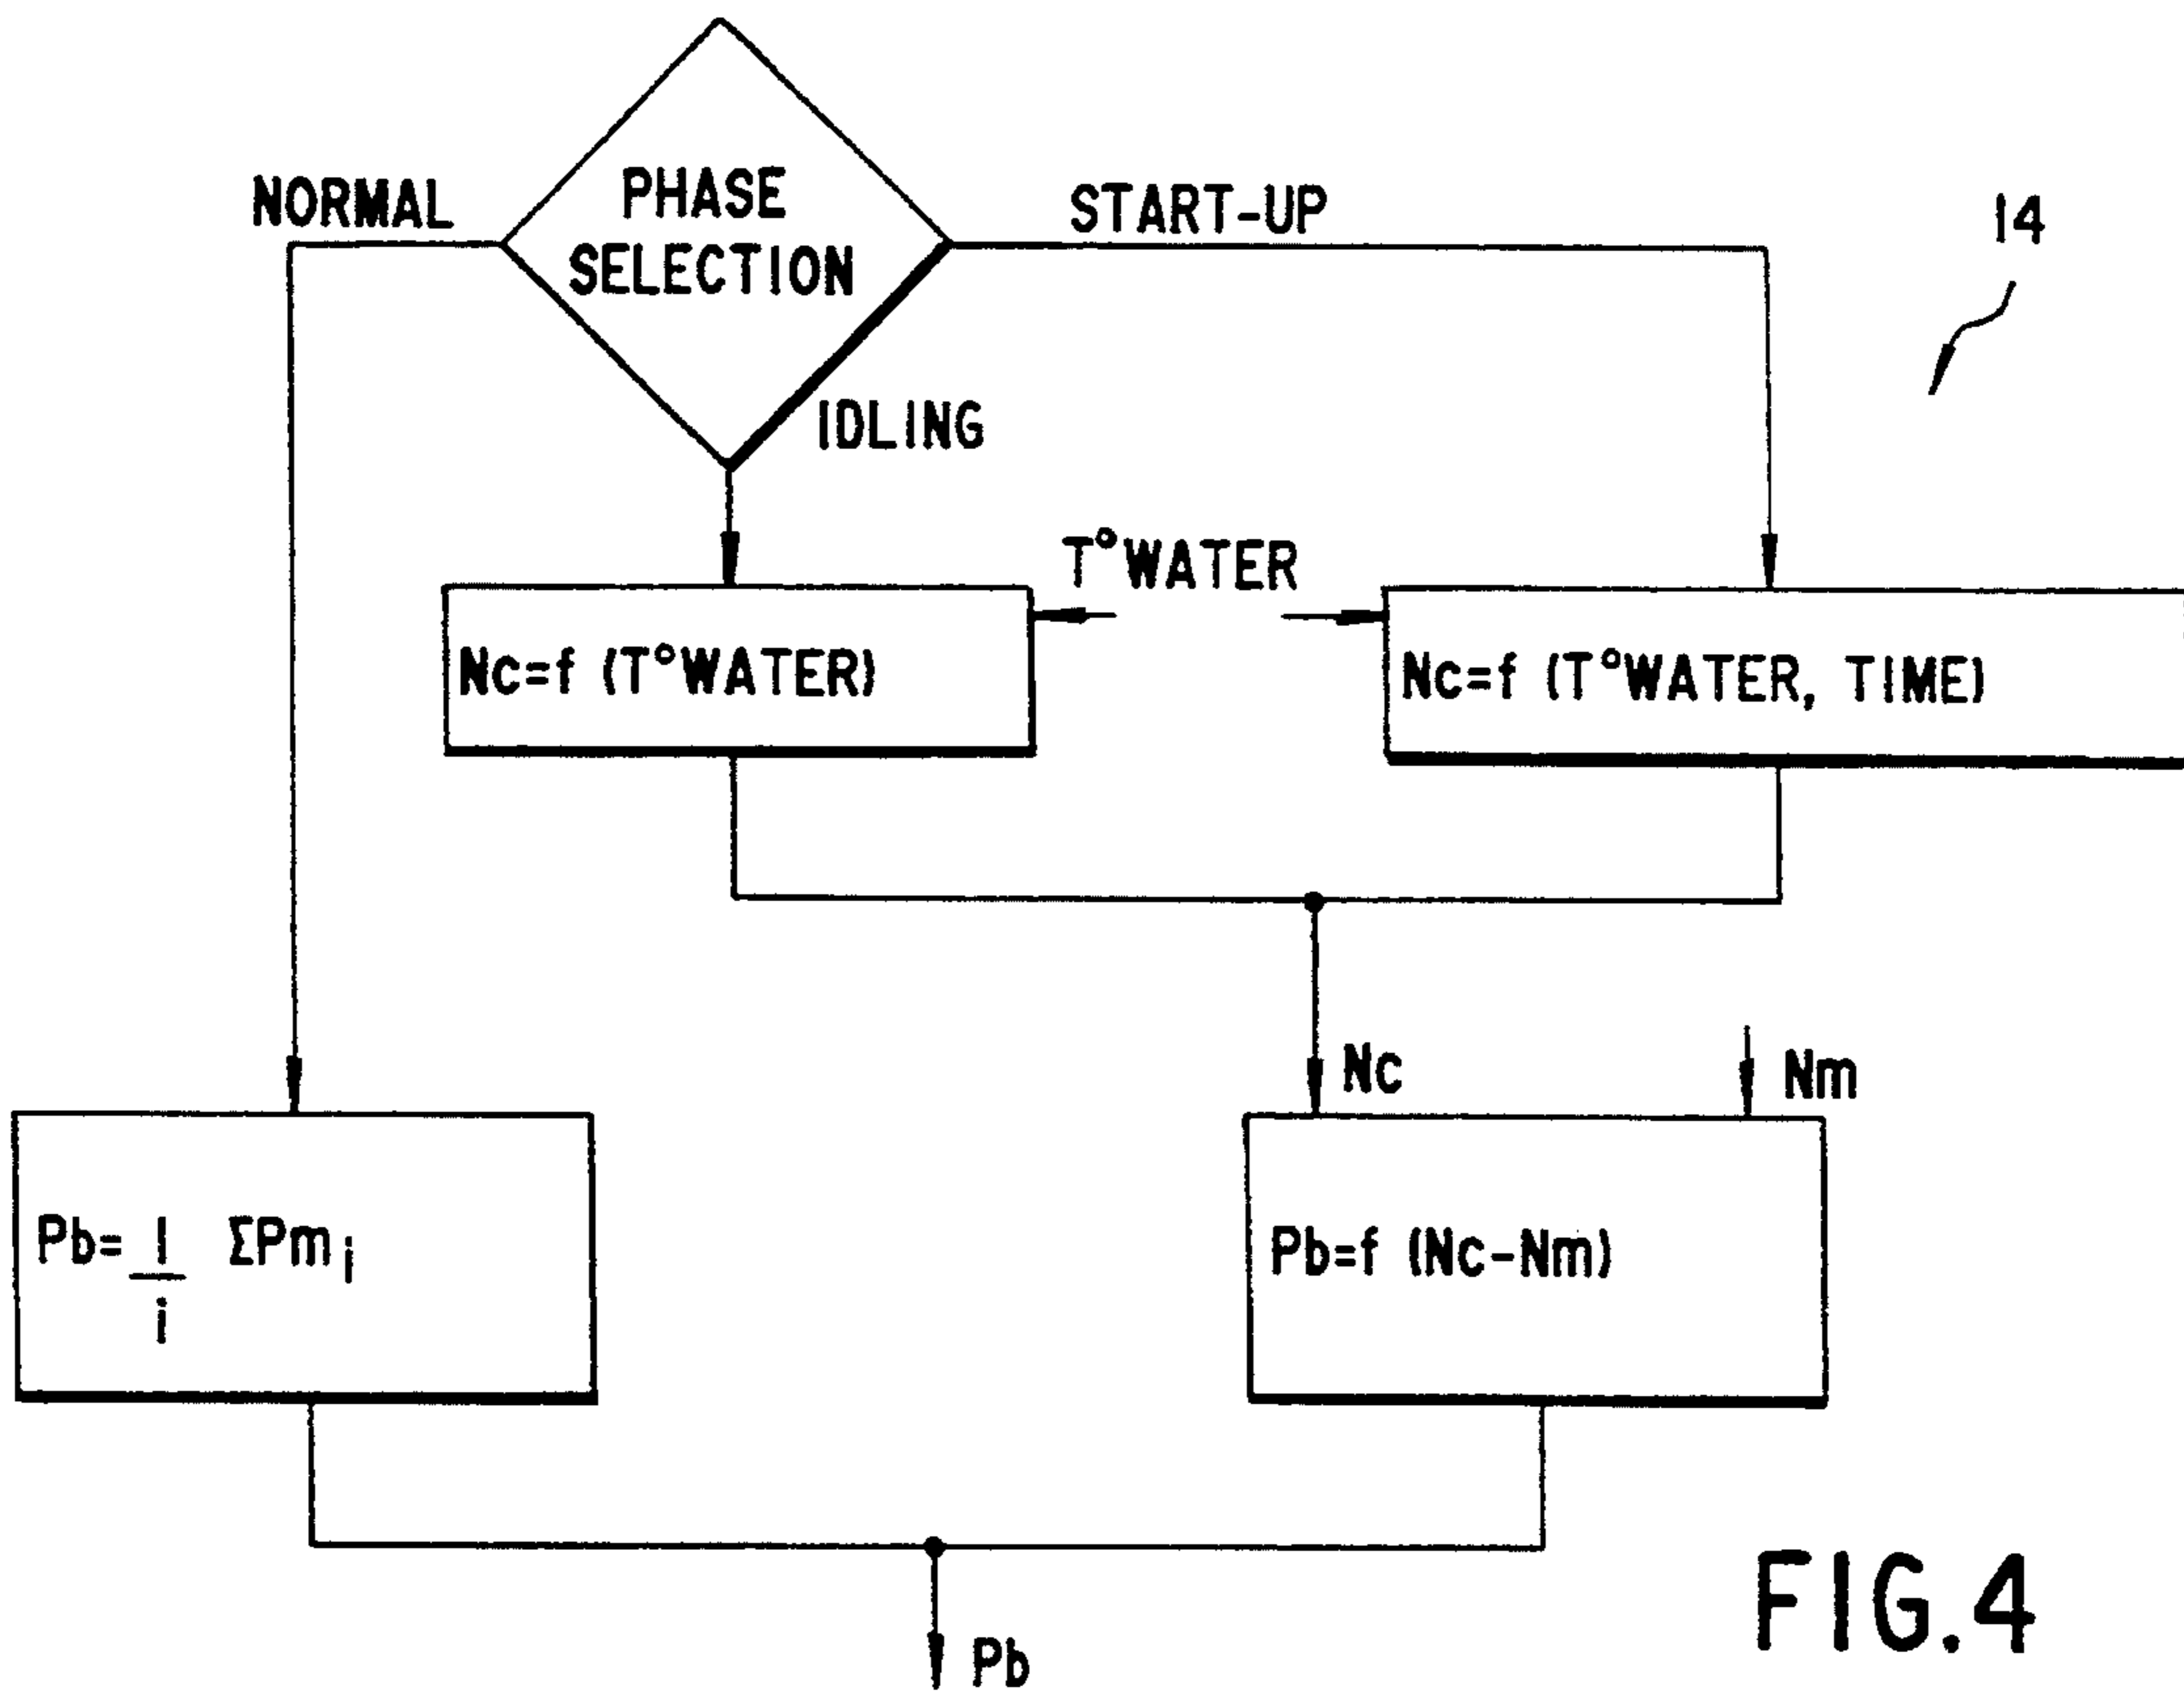 NORMAL
PHASE
SELECTION
START-UP
14
IDLING
T°WATER
Nc=f (T°WATER)
Nc=f (T°WATER, TIME)
Nc
Nm
Pb= 1/i ΣPmi
Pb=f (Nc-Nm)
Pb
FIG.4